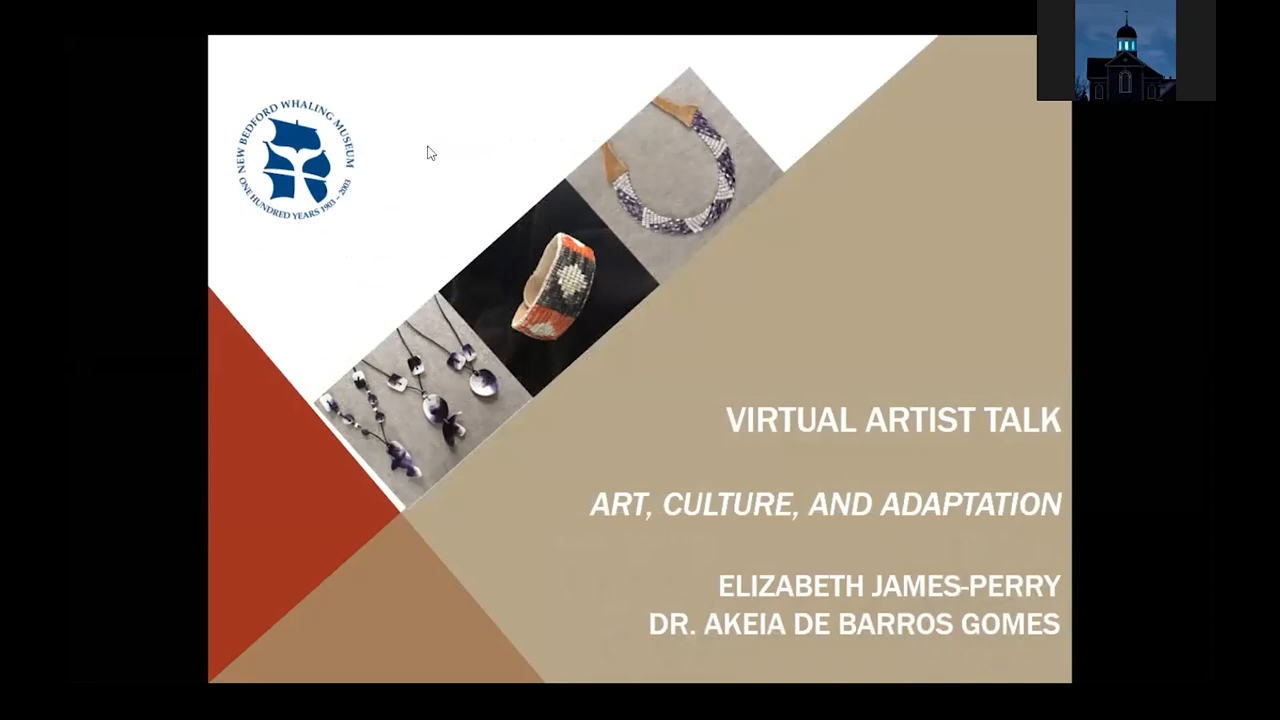 NEW BEDFORD WHALING MUSEUM
ONE HUNDRED YEARS 1903 - 2003
VIRTUAL ARTIST TALK
ART, CULTURE, AND ADAPTATION
ELIZABETH JAMES-PERRY
DR. AKEIA DE BARROS GOMES